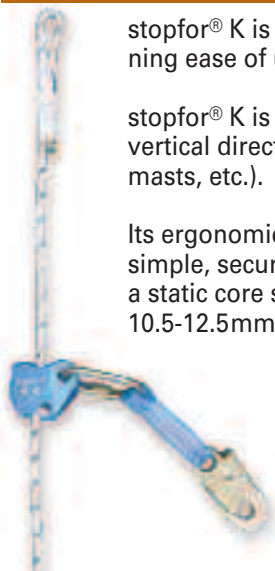 stopfor® K is
ning ease of
stopfor® K is
vertical direct
masts, etc.).
Its ergonomic
simple, secur
a static core s
10.5-12.5mm